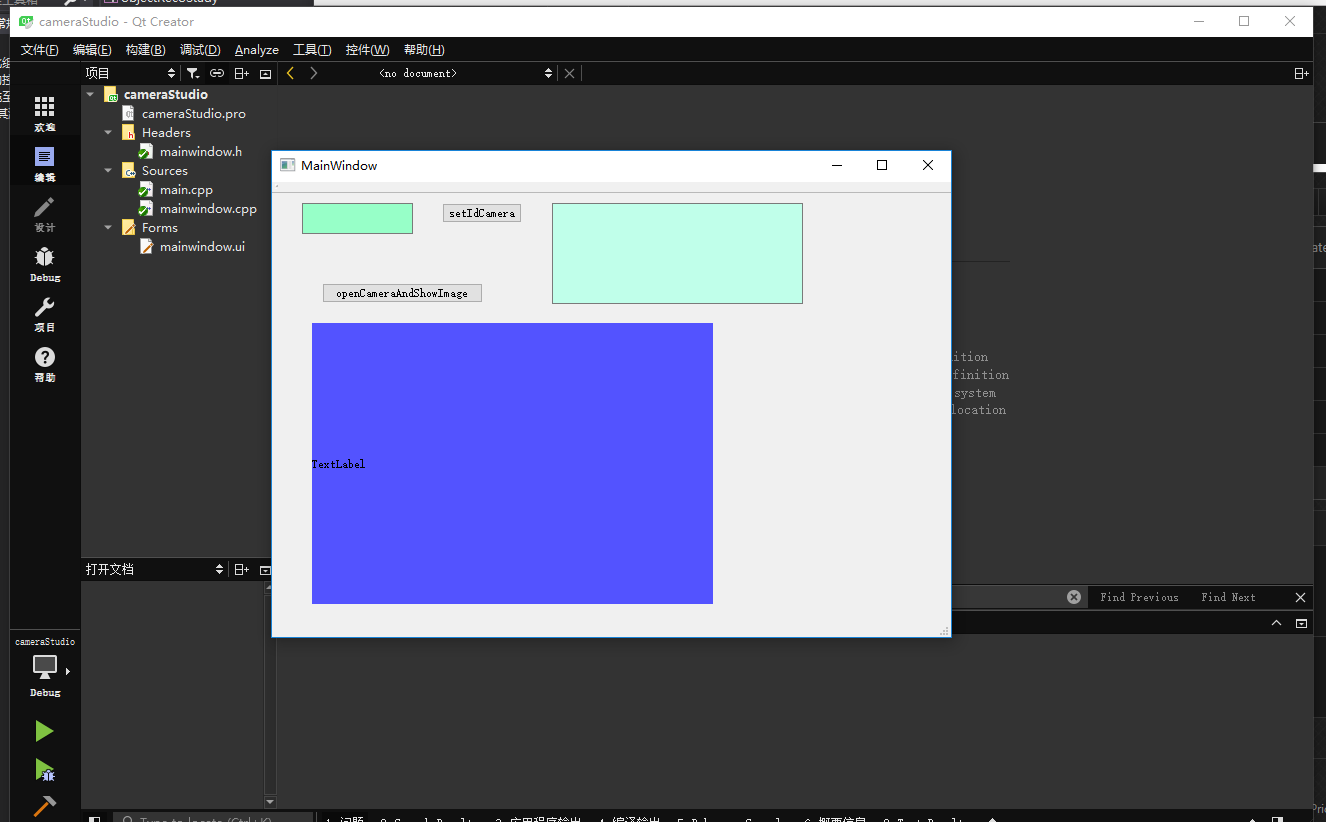 cameraStudio - Qt Creator
文件(F) 编辑(E) 构建(B) 调试(D) Analyze 工具(T) 控件(W) 帮助(H)
项目 <no document>
cameraStudio
cameraStudio.pro
Headers
mainwindow.h
Sources
main.cpp
mainwindow.cpp
Forms
mainwindow.ui
欢迎
编辑
设计
Debug
项目
帮助
MainWindow
setIdCamera
openCameraAndShowImage
TextLabel
ition
finition
system
location
打开文档
Find Previous Find Next
cameraStudio
Debug